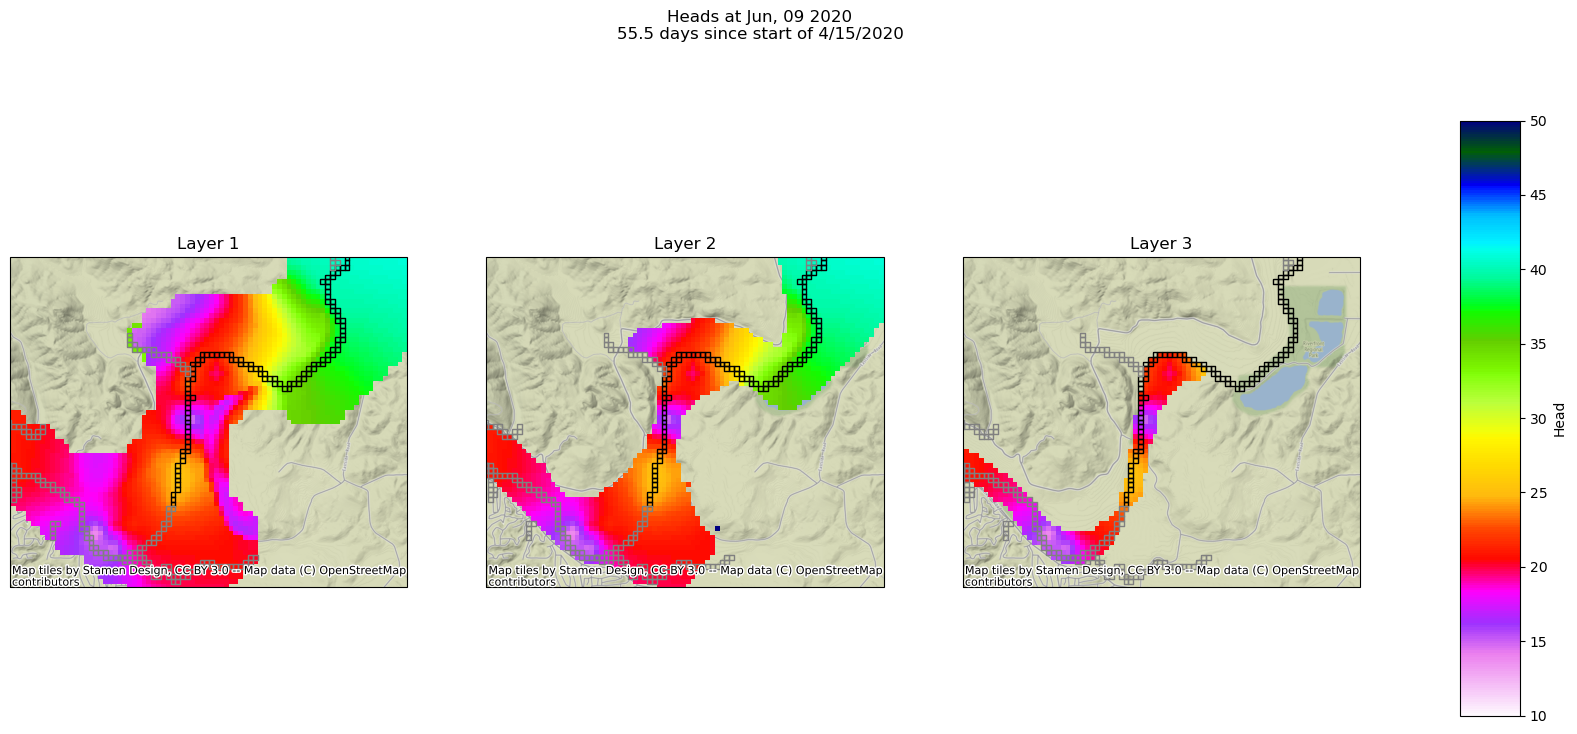 Heads at Jun, 09 2020
55.5 days since start of 4/15/2020
Layer 1
Layer 2
Layer 3
Map tiles by Stamen Design, CC BY 3.0 -- Map data (C) OpenStreetMap
contributors
Map tiles by Stamen Design, CC BY 3.0 -- Map data (C) OpenStreetMap
contributors
Map tiles by Stamen Design, CC BY 3.0 -- Map data (C) OpenStreetMap
contributors
50
45
40
35
30
25
20
15
10
Head